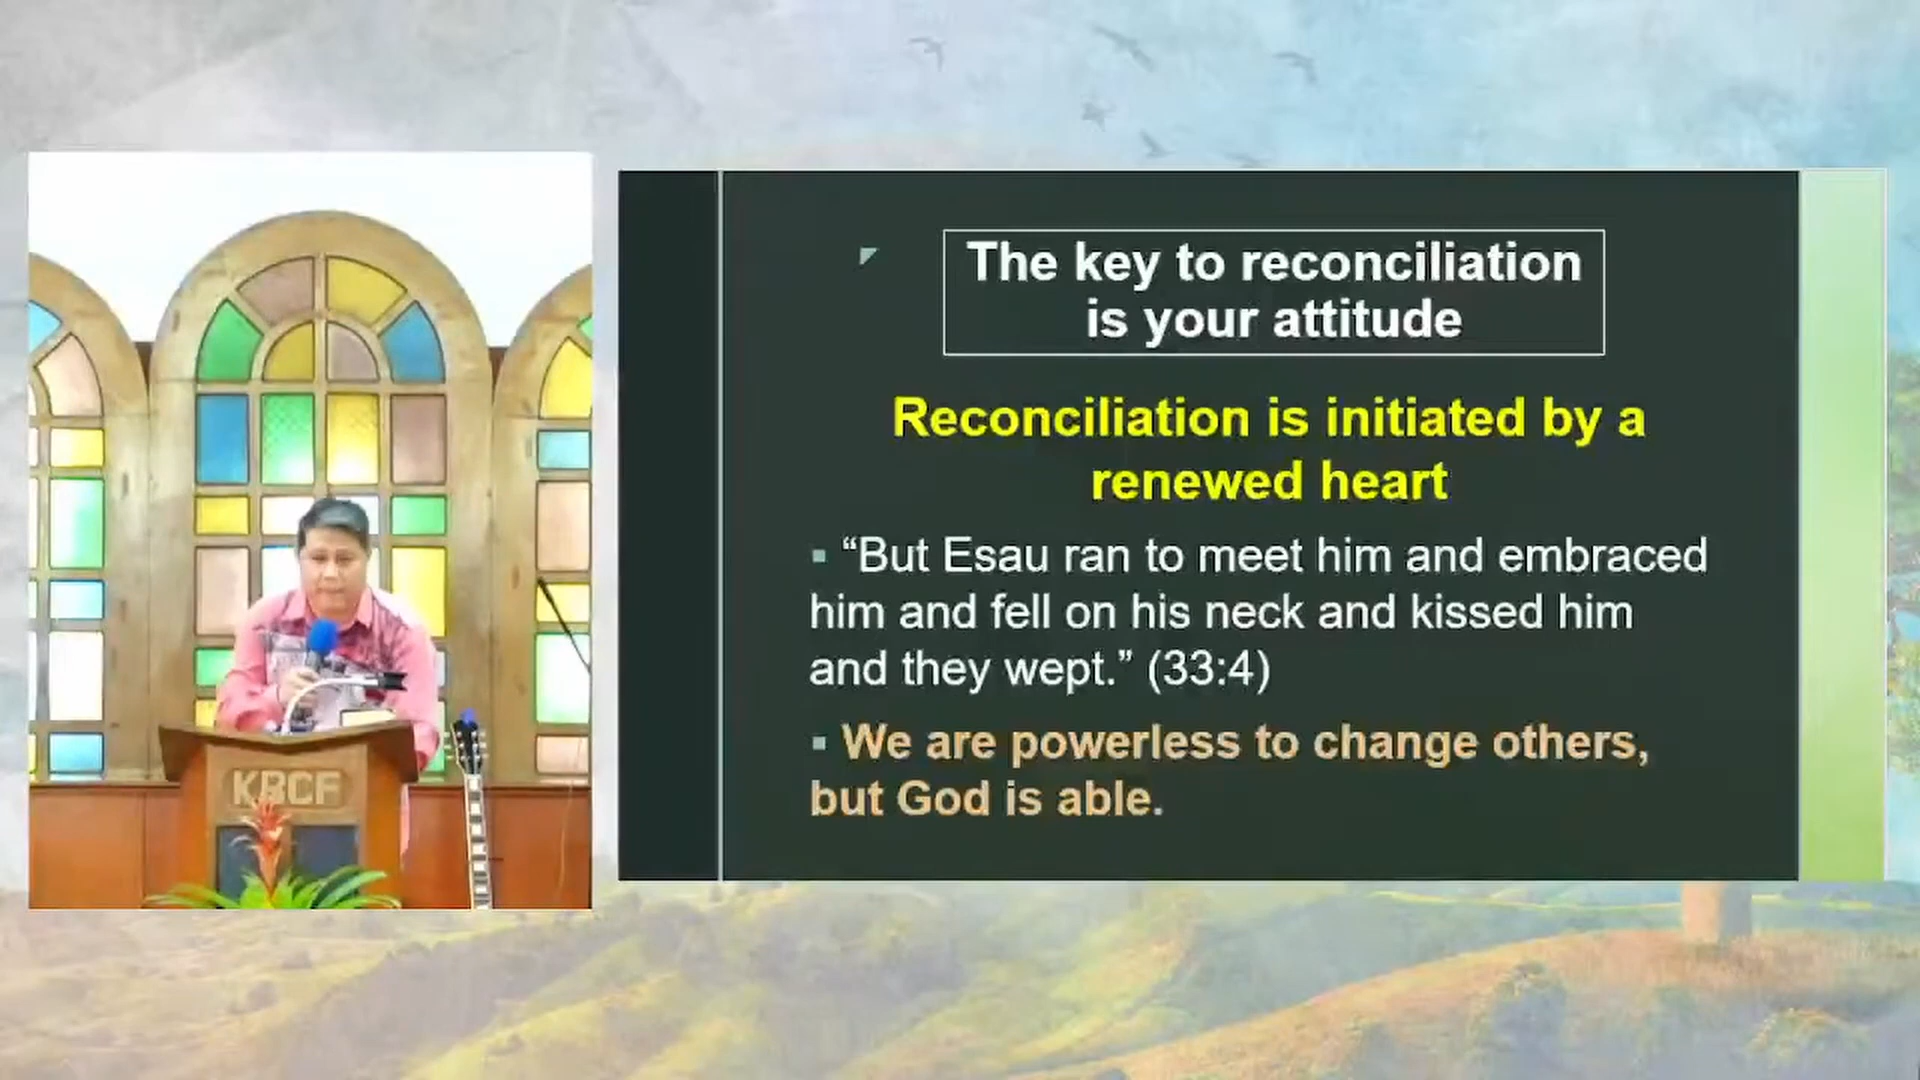 The key to reconciliation
is your attitude
Reconciliation is initiated by a
renewed heart
▪ “But Esau ran to meet him and embraced
him and fell on his neck and kissed him
and they wept.” (33:4)
▪ We are powerless to change others,
but God is able.
KBCF